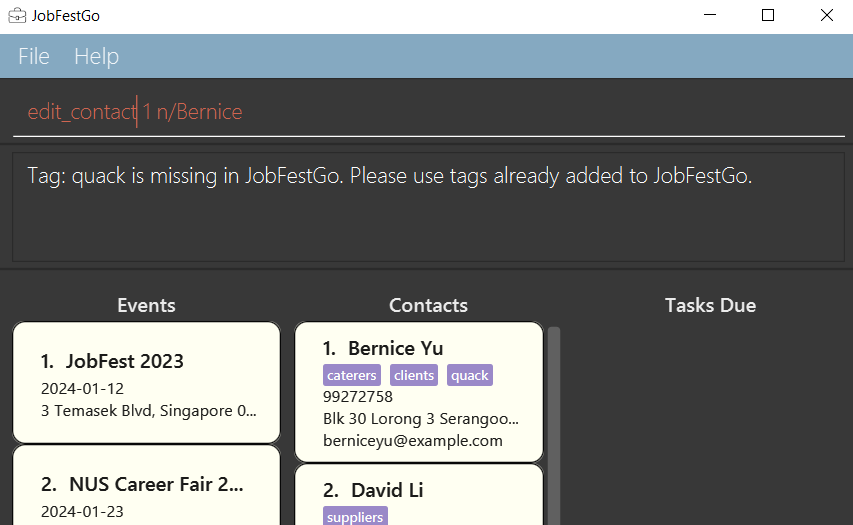 JobFestGo
File Help
edit_contact 1 n/Bernice
Tag: quack is missing in JobFestGo. Please use tags already added to JobFestGo.
Events
1. JobFest 2023
2024-01-12
3 Temasek Blvd, Singapore 0...
2. NUS Career Fair 2...
2024-01-23
Contacts
1. Bernice Yu
caterers clients quack
99272758
Blk 30 Lorong 3 Serangoo...
berniceyu@example.com
2. David Li
suppliers
Tasks Due